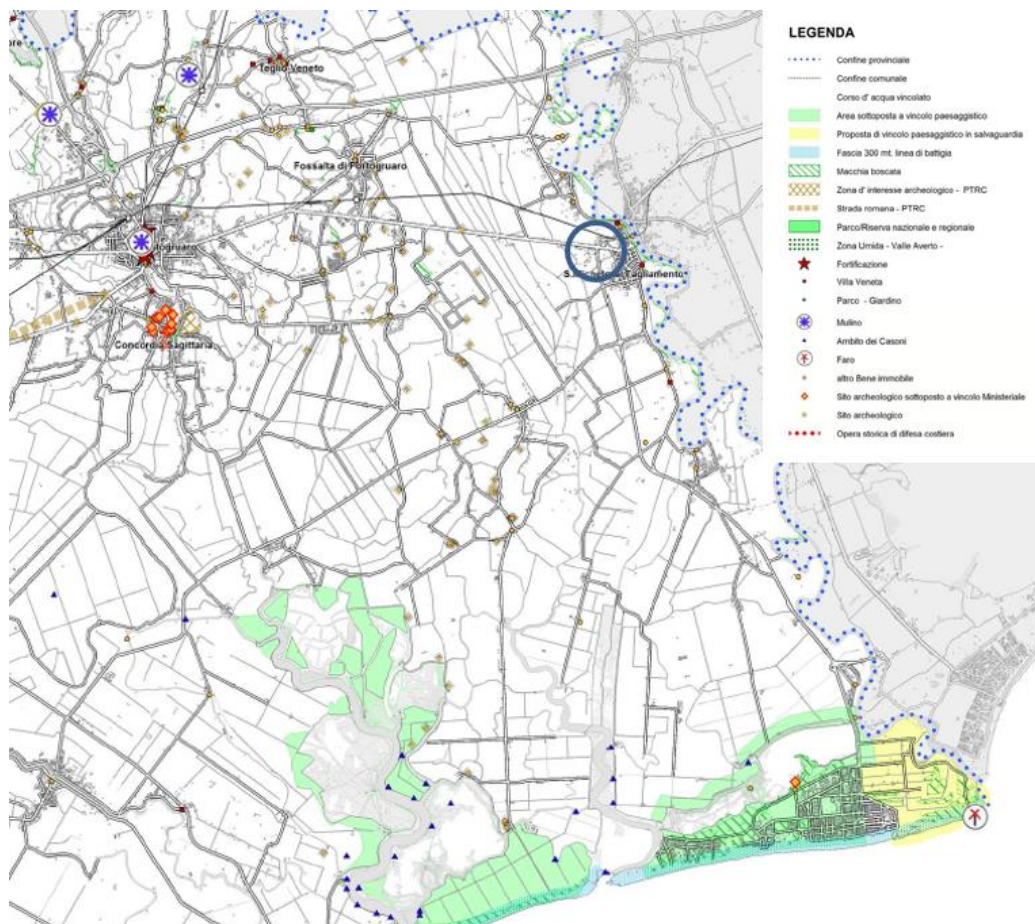 Teglio Veneto
Fossalta di Portogruaro
Concordia Sagittaria
LEGENDA
Confine provinciale
Confine comunale
Corso d' acqua vincolato
Area sottoposta a vincolo paesaggistico
Proposta di vincolo paesaggistico in salvaguardia
Fascia 300 mt. linea di battigia
Macchia boscata
Zona d' interesse archeologico - PTRC
Strada romana - PTRC
Parco/Riserva nazionale e regionale
Zona Umida - Valle Averto -
Fortificazione
Villa Veneta
Parco - Giardino
Mulino
Ambito dei Casoni
Faro
altro Bene immobile
Sito archeologico sottoposto a vincolo Ministeriale
Sito archeologico
Opera storica di difesa costiera